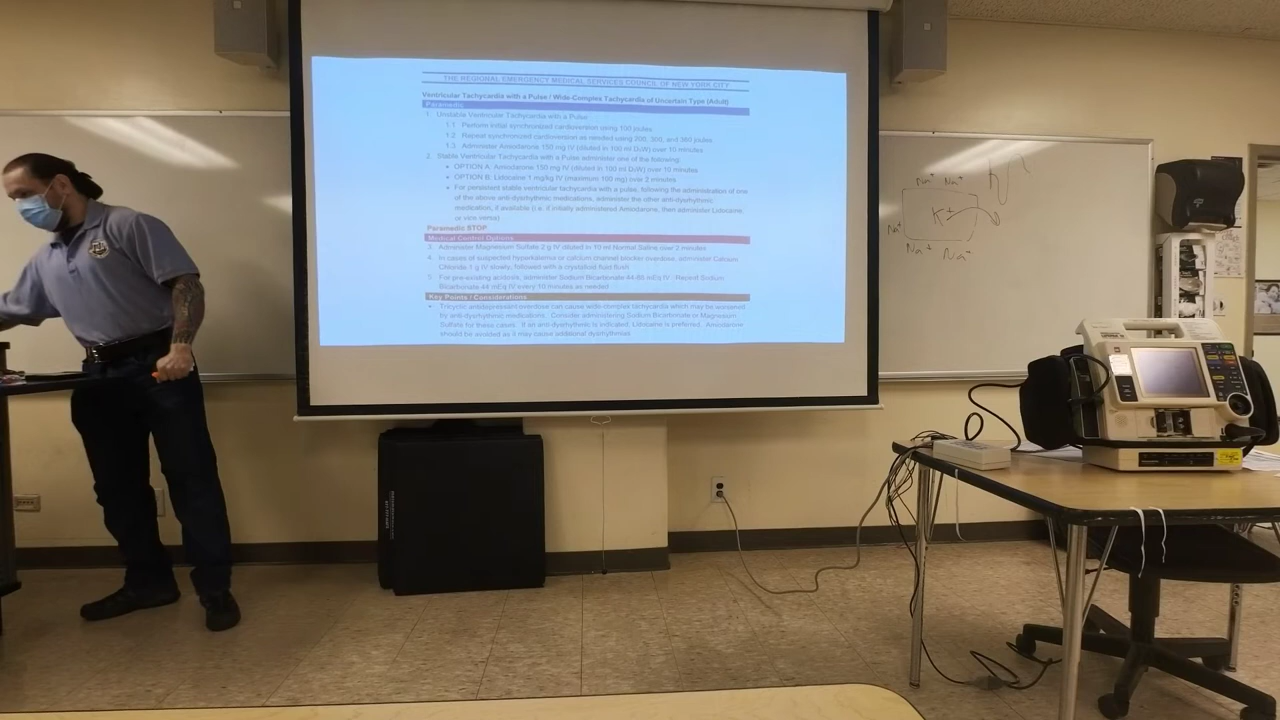 THE REGIONAL EMERGENCY MEDICAL SERVICES COUNCIL OF NEW YORK CITY
Ventricular Tachycardia with a Pulse / Wide-Complex Tachycardia of Uncertain Type (Adult)
Paramedic
1. Unstable Ventricular Tachycardia with a Pulse
1.1 Perform initial synchronized cardioversion using 100 joules
1.2 Repeat synchronized cardioversion as needed using 200, 300, and 360 joules
1.3 Administer Amiodarone 150 mg IV (diluted in 100 ml D5W) over 10 minutes
2. Stable Ventricular Tachycardia with a Pulse administer one of the following:
• OPTION A: Amiodarone 150 mg IV (diluted in 100 ml D5W) over 10 minutes
• OPTION B: Lidocaine 1 mg/kg IV (maximum 100 mg) over 2 minutes
• For persistent stable ventricular tachycardia with a pulse, following the administration of one
of the above anti-dysrhythmic medications, administer the other anti-dysrhythmic
medication, if available (i.e. if initially administered Amiodarone, then administer Lidocaine,
or vice versa)
Paramedic STOP
Medical Control Options
3. Administer Magnesium Sulfate 2 g IV diluted in 10 ml Normal Saline over 2 minutes
4. In cases of suspected hyperkalemia or calcium channel blocker overdose, administer Calcium
Chloride 1 g IV slowly, followed with a crystalloid fluid flush
5. For pre-existing acidosis, administer Sodium Bicarbonate 44-88 mEq IV. Repeat Sodium
Bicarbonate 44 mEq IV every 10 minutes as needed
Key Points / Considerations
• Tricyclic antidepressant overdose can cause wide-complex tachycardia which may be worsened
by anti-dysrhythmic medications. Consider administering Sodium Bicarbonate or Magnesium
Sulfate for these cases. If an anti-dysrhythmic is indicated, Lidocaine is preferred. Amiodarone
should be avoided as it may cause additional dysrhythmias
Na+ Na+
Na+ K+
Na+ Na+